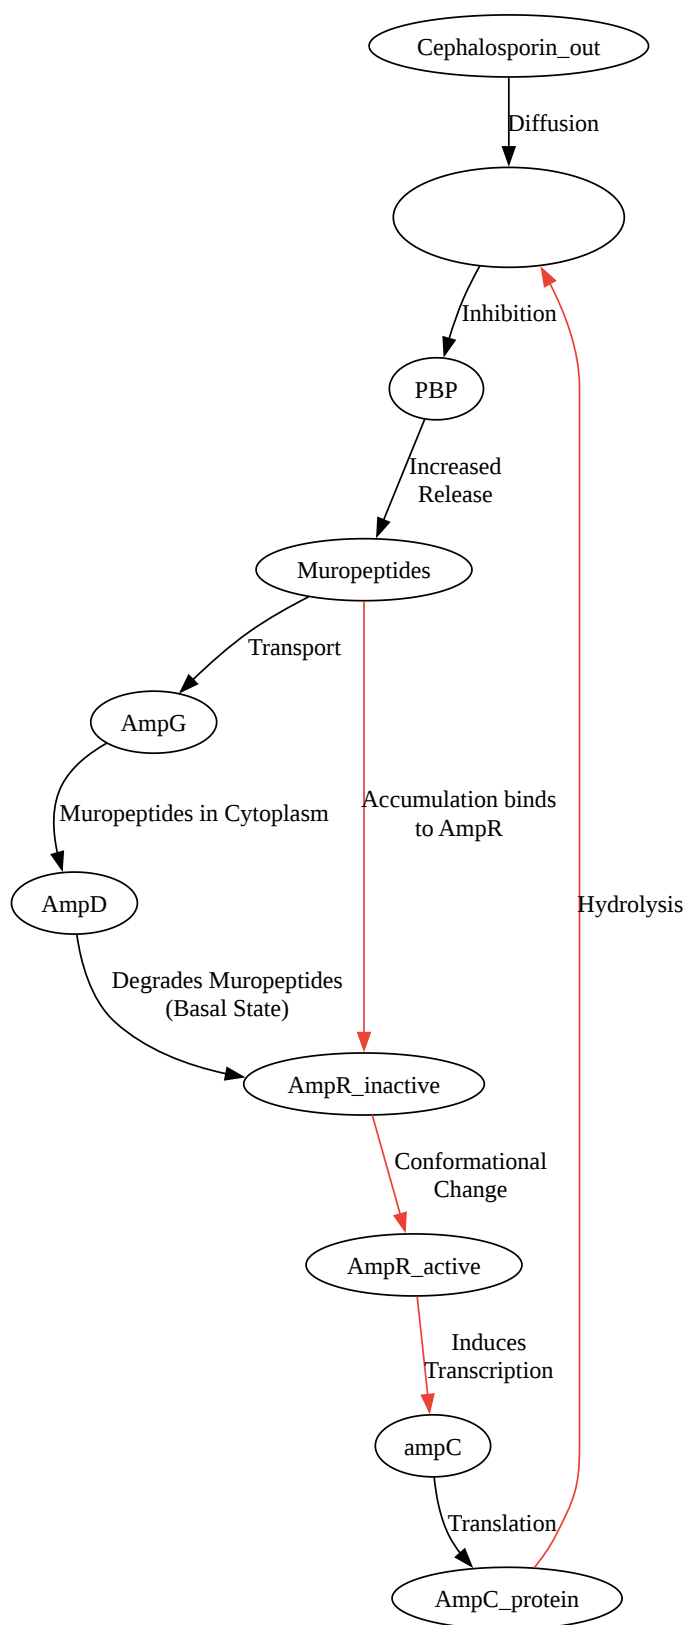 Cephalosporin_out
Diffusion
Inhibition
PBP
Increased
Release
Muropeptides
Transport
AmpG
Accumulation binds
to AmpR
Muropeptides in Cytoplasm
AmpD
Hydrolysis
Degrades Muropeptides
(Basal State)
AmpR_inactive
Conformational
Change
AmpR_active
Induces
Transcription
ampC
Translation
AmpC_protein